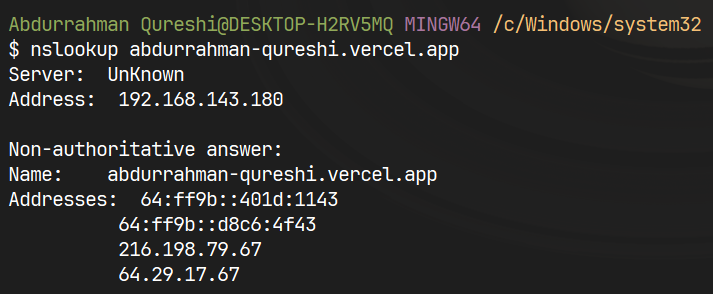 Abdurrahman Qureshi@DESKTOP-H2RV5MQ MINGW64 /c/Windows/system32
$ nslookup abdurrahman-qureshi.vercel.app
Server:  UnKnown
Address:  192.168.143.180

Non-authoritative answer:
Name:    abdurrahman-qureshi.vercel.app
Addresses:  64:ff9b::401d:1143
          64:ff9b::d8c6:4f43
          216.198.79.67
          64.29.17.67